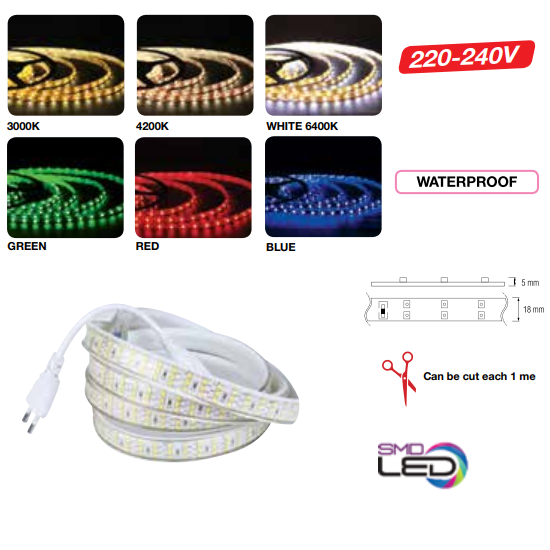 220-240V
3000K
4200K
WHITE 6400K
WATERPROOF
GREEN
RED
BLUE
5 mm
18 mm
Can be cut each 1 me
SMD
LED